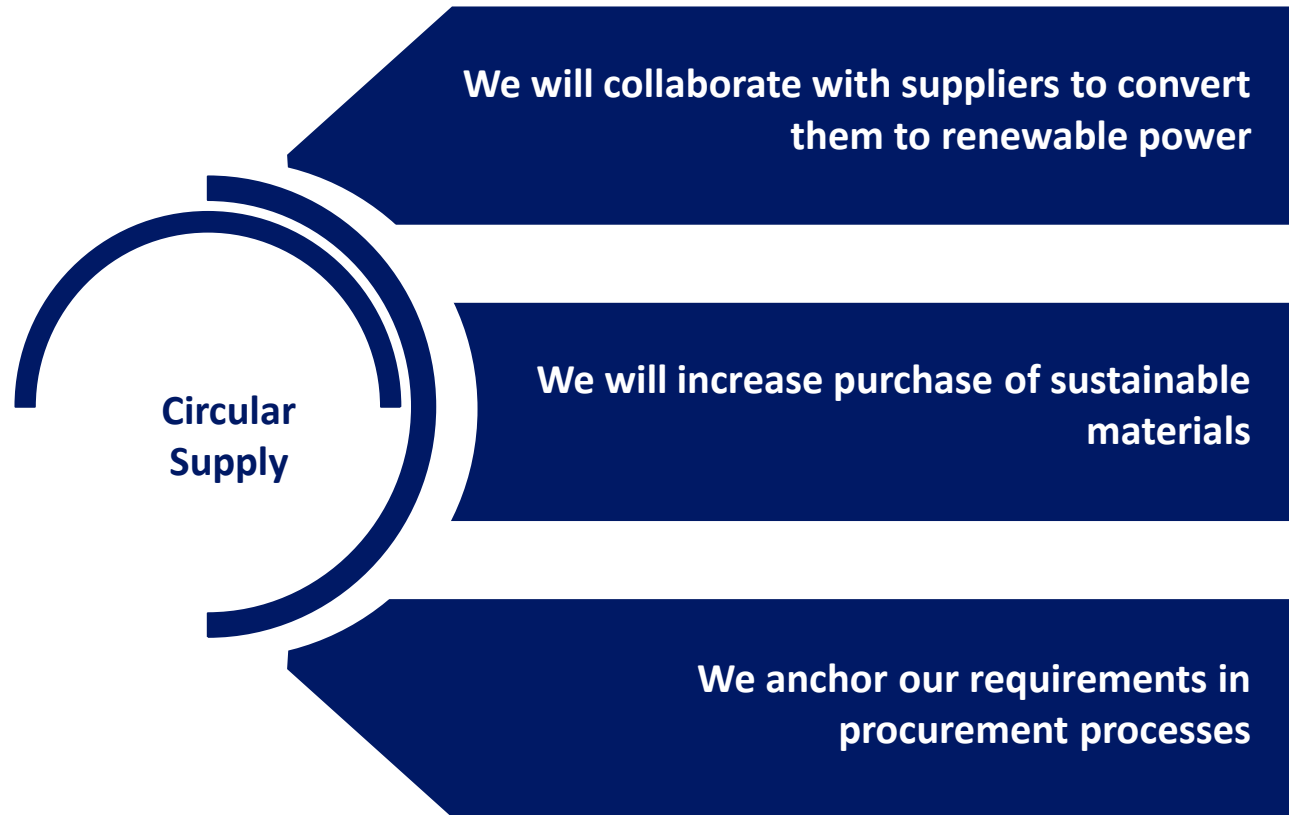 We will collaborate with suppliers to convert
them to renewable power
Circular
Supply
We will increase purchase of sustainable
materials
We anchor our requirements in
procurement processes